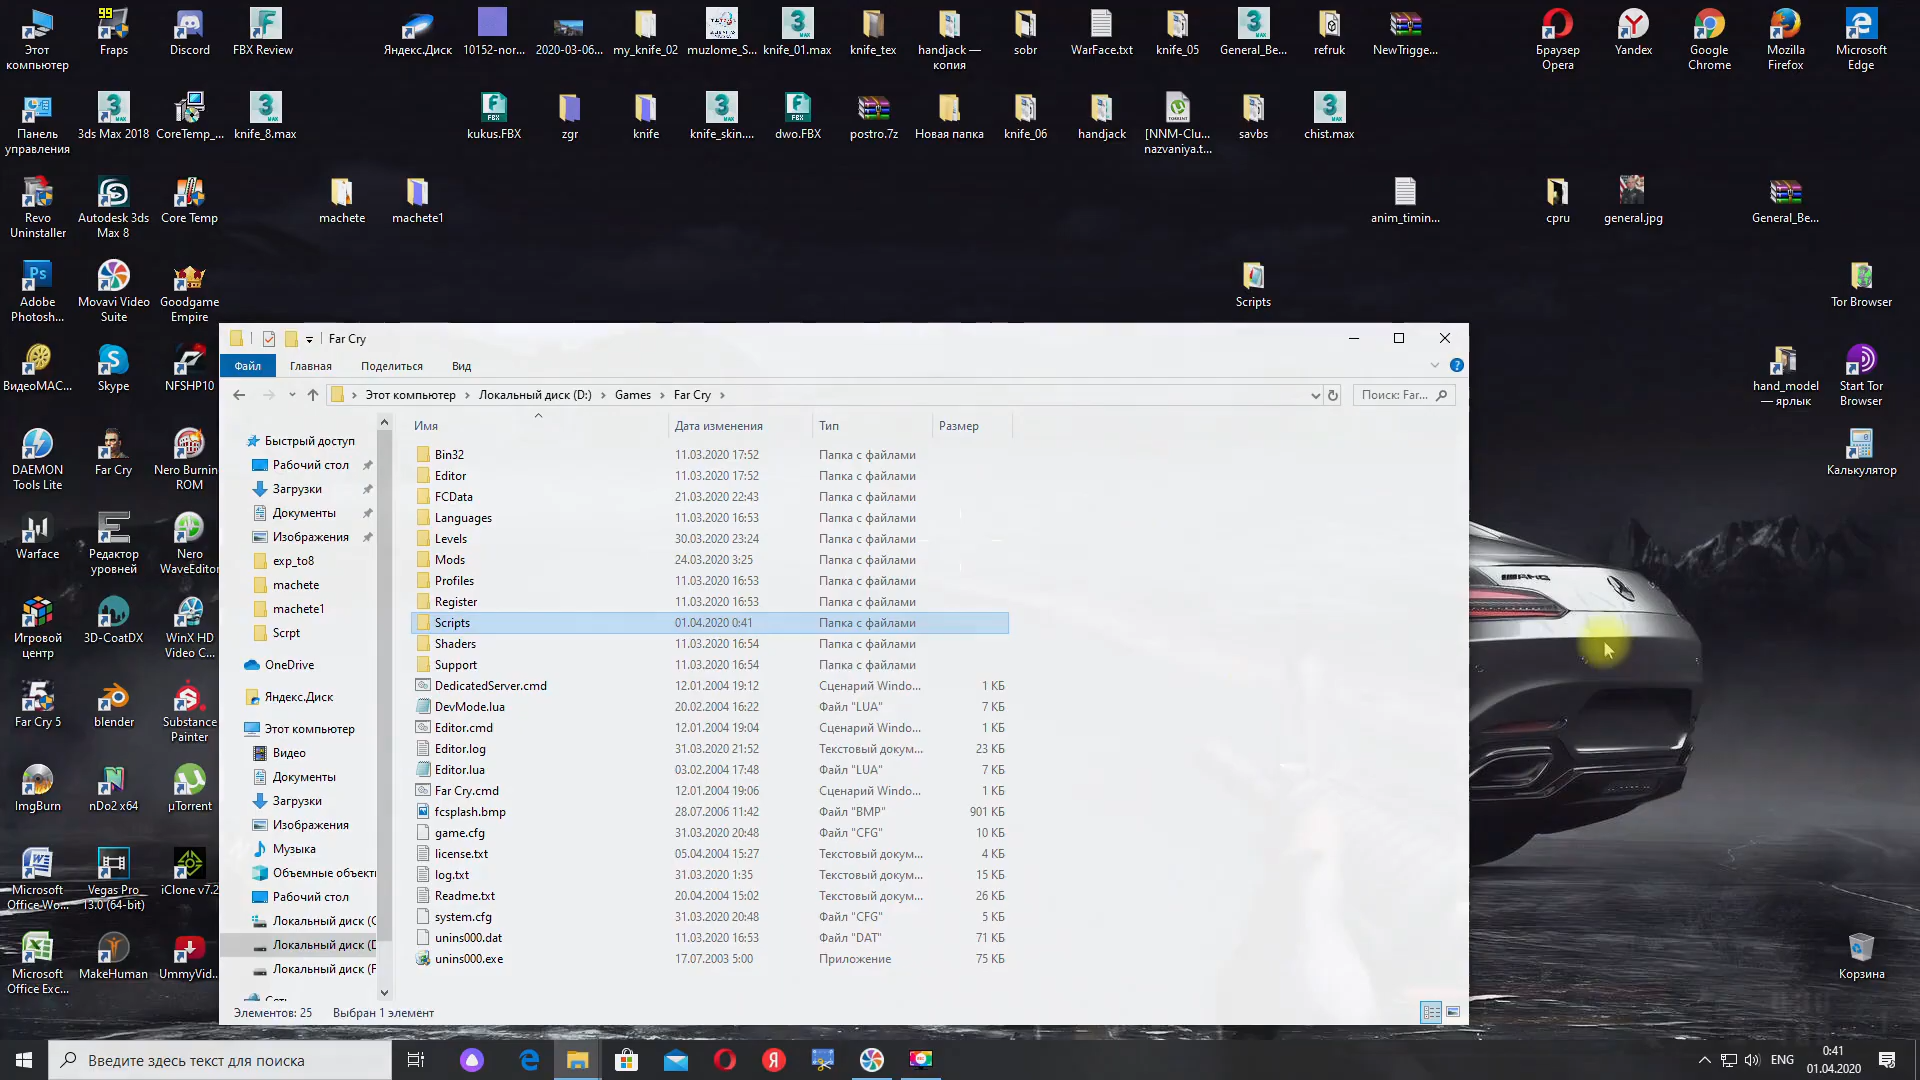 Этот
компьютер
99
Fraps
Discord
FBX Review
Яндекс.Диск
10152-nor...
2020-03-06...
my_knife_02
muzlome_S...
knife_01.max
knife_tex
handjack —
копия
sobr
WarFace.txt
knife_05
General_Be...
refruk
NewTrigge...
Браузер
Opera
Yandex
Google
Chrome
Mozilla
Firefox
Microsoft
Edge
Панель
управления
3ds Max 2018
CoreTemp_...
knife_8.max
kukus.FBX
zgr
knife
knife_skin....
dwo.FBX
postro.7z
Новая папка
knife_06
handjack
[NNM-Clu...
nazvaniya.t...
savbs
chist.max
Revo
Uninstaller
Autodesk 3ds
Max 8
Core Temp
machete
machete1
anim_timin...
cpru
general.jpg
General_Be...
Adobe
Photosh...
Movavi Video
Suite
Goodgame
Empire
Scripts
Tor Browser
ВидеоМАС...
Skype
NFSHP10
hand_model
— ярлык
Start Tor
Browser
DAEMON
Tools Lite
Far Cry
Nero Burnin
ROM
Калькулятор
Warface
Редактор
уровней
Nero
WaveEditor
Игровой
центр
3D-CoatDX
WinX HD
Video C...
Far Cry 5
blender
Substance
Painter
ImgBurn
nDo2 x64
µTorrent
Microsoft
Office-Wo...
Vegas Pro
13.0 (64-bit)
iClone v7.2
Microsoft
Office Exc...
MakeHuman
UmmyVid...
Корзина
Far Cry
Файл
Главная
Поделиться
Вид
Этот компьютер
Локальный диск (D:)
Games
Far Cry
Поиск: Far...
Быстрый доступ
Рабочий стол
Загрузки
Документы
Изображения
exp_to8
machete
machete1
Scrpt
OneDrive
Яндекс.Диск
Этот компьютер
Видео
Документы
Загрузки
Изображения
Музыка
Объемные объекти
Рабочий стол
Локальный диск (C
Локальный диск (D
Локальный диск (F
Имя Дата изменения Тип Размер
Bin32 11.03.2020 17:52 Папка с файлами
Editor 11.03.2020 17:52 Папка с файлами
FCData 21.03.2020 22:43 Папка с файлами
Languages 11.03.2020 16:53 Папка с файлами
Levels 30.03.2020 23:24 Папка с файлами
Mods 24.03.2020 3:25 Папка с файлами
Profiles 11.03.2020 16:53 Папка с файлами
Register 11.03.2020 16:53 Папка с файлами
Scripts 01.04.2020 0:41 Папка с файлами
Shaders 11.03.2020 16:54 Папка с файлами
Support 11.03.2020 16:54 Папка с файлами
DedicatedServer.cmd 12.01.2004 19:12 Сценарий Windo... 1 КБ
DevMode.lua 20.02.2004 16:22 Файл "LUA" 7 КБ
Editor.cmd 12.01.2004 19:04 Сценарий Windo... 1 КБ
Editor.log 31.03.2020 21:52 Текстовый докум... 23 КБ
Editor.lua 03.02.2004 17:48 Файл "LUA" 7 КБ
Far Cry.cmd 12.01.2004 19:06 Сценарий Windo... 1 КБ
fcsplash.bmp 28.07.2006 11:42 Файл "BMP" 901 КБ
game.cfg 31.03.2020 20:48 Файл "CFG" 10 КБ
license.txt 05.04.2004 15:27 Текстовый докум... 4 КБ
log.txt 31.03.2020 1:35 Текстовый докум... 15 КБ
Readme.txt 20.04.2004 15:02 Текстовый докум... 26 КБ
system.cfg 31.03.2020 20:48 Файл "CFG" 5 КБ
unins000.dat 11.03.2020 16:53 Файл "DAT" 71 КБ
unins000.exe 17.07.2003 5:00 Приложение 75 КБ
Элементов: 25 Выбран 1 элемент
Введите здесь текст для поиска
ENG
0:41
01.04.2020